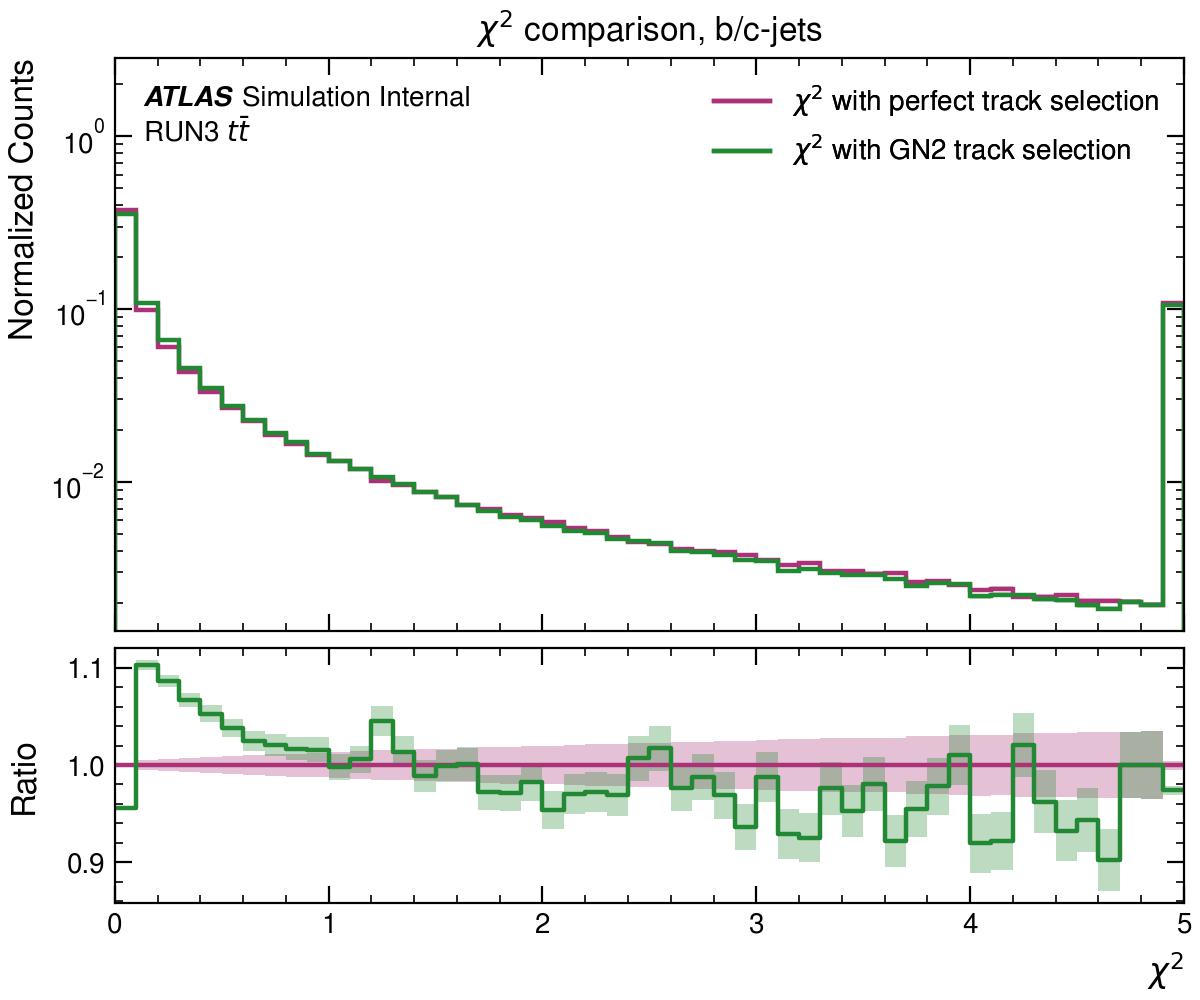 χ² comparison, b/c-jets
ATLAS Simulation Internal
RUN3 tt̄
χ² with perfect track selection
χ² with GN2 track selection
Normalized Counts
10⁰
10⁻¹
10⁻²
Ratio
1.11
1.0
0.9
0 1 2 3 4 5
χ²